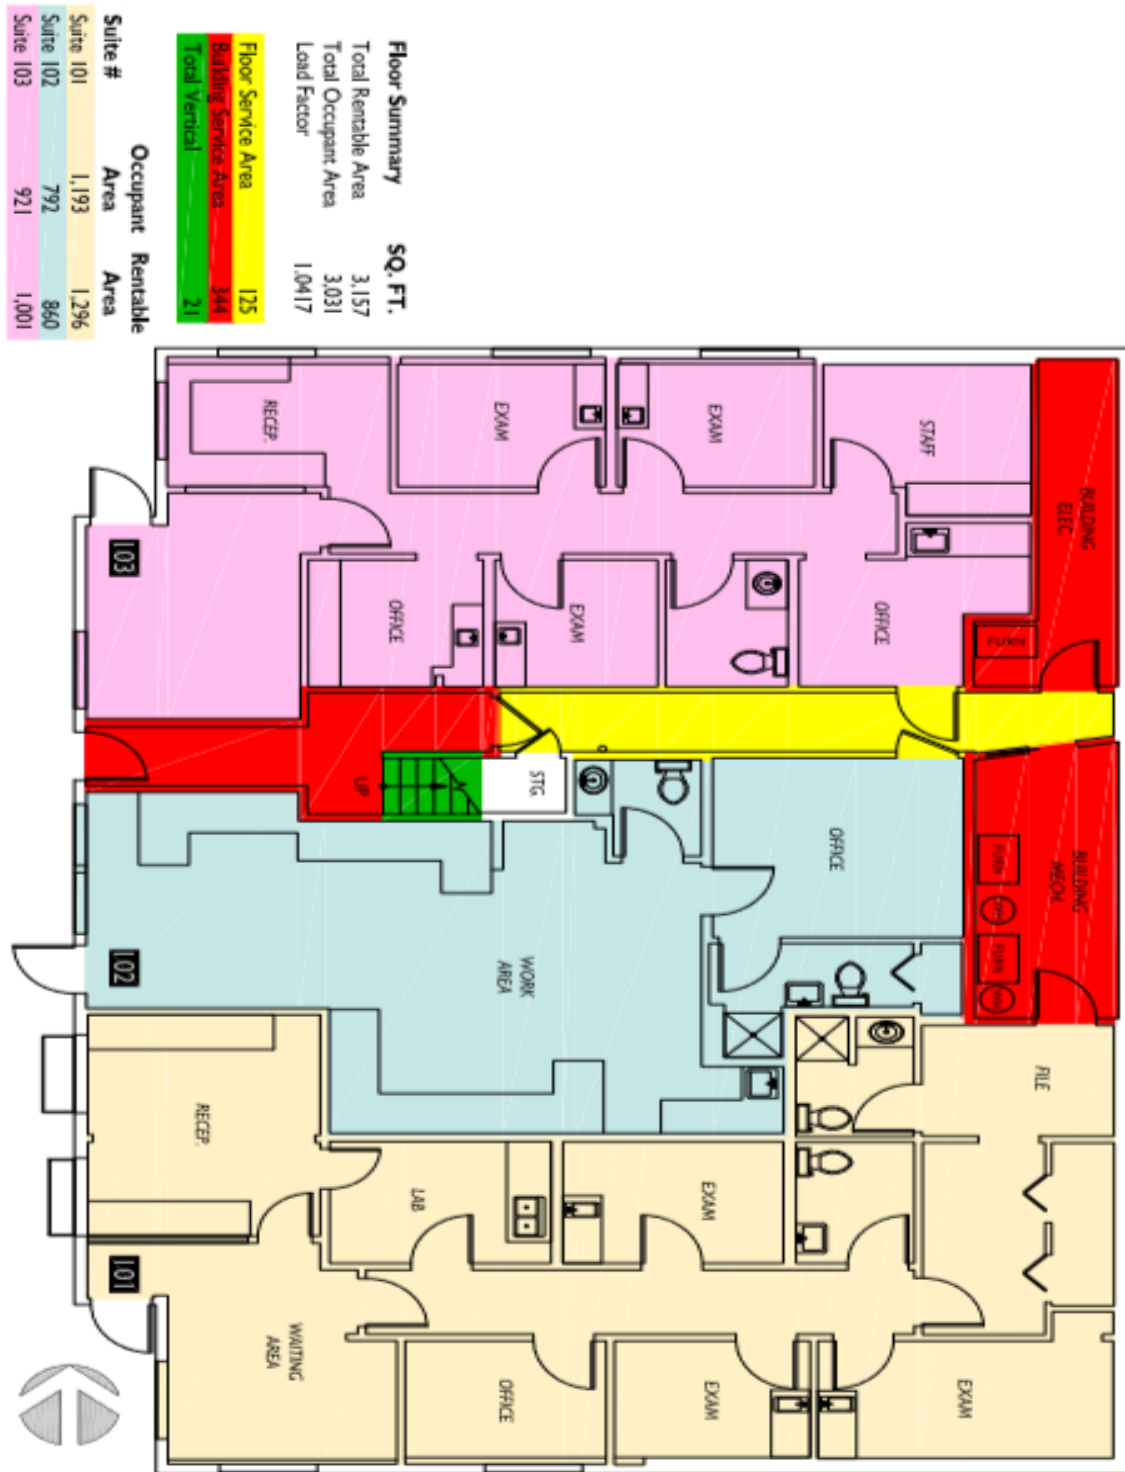 Floor Summary SQ. FT.
Total Rentable Area 3,157
Total Occupant Area 3,031
Load Factor 1.0417
Floor Service Area 125
Building Service Area 344
Total Vertical 21
Occupant Rentable
Suite # Area Area
Suite 101 1,193 1,296
Suite 102 792 860
Suite 103 921 1,001
BUILDING
ELEC.
FURN
BUILDING
MECH.
FURN
FURN
STAFF
EXAM
EXAM
RECEP.
OFFICE
EXAM
OFFICE
103
UP
STG.
OFFICE
WORK
AREA
102
FILE
RECEP.
LAB
EXAM
101
WAITING
AREA
OFFICE
EXAM
EXAM